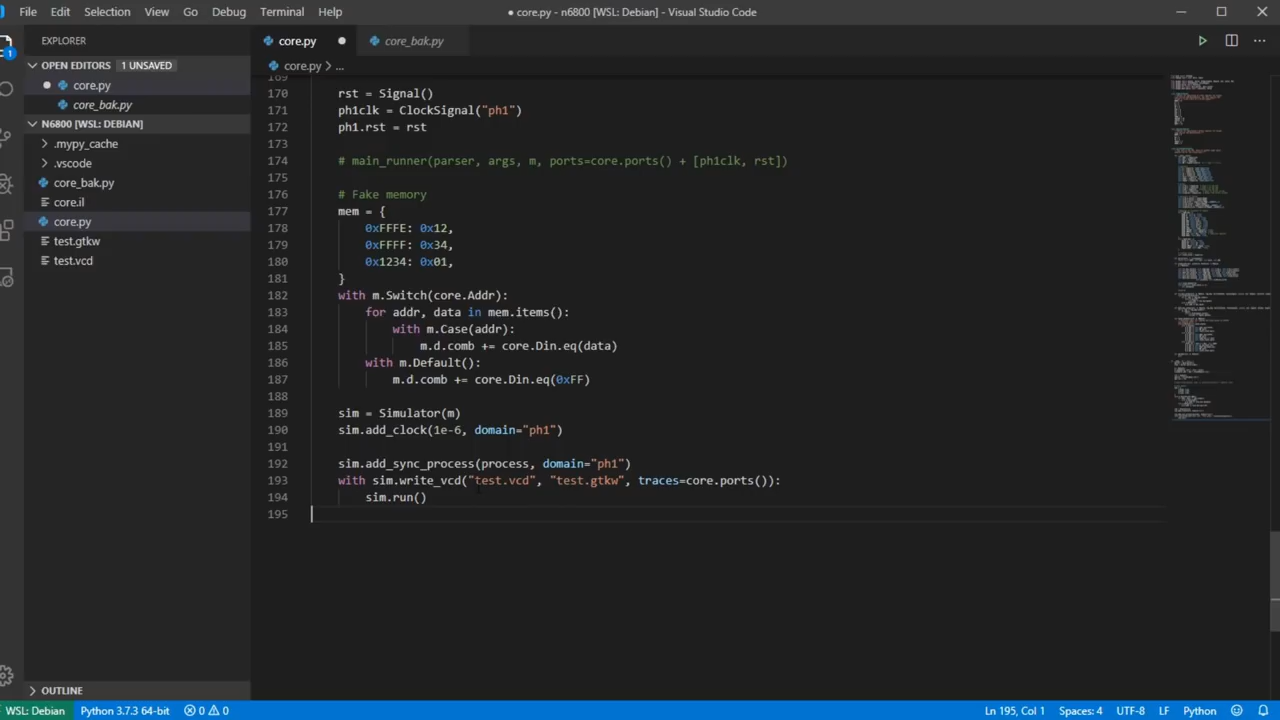 File Edit Selection View Go Debug Terminal Help
● core.py - n6800 [WSL: Debian] - Visual Studio Code
EXPLORER
OPEN EDITORS 1 UNSAVED
core.py
core_bak.py
N6800 [WSL: DEBIAN]
.mypy_cache
.vscode
core_bak.py
core.il
core.py
test.gtkw
test.vcd
OUTLINE
1
core.py
core_bak.py
core.py > ...
169
170 rst = Signal()
171 ph1clk = ClockSignal("ph1")
172 ph1.rst = rst
173
174 # main_runner(parser, args, m, ports=core.ports() + [ph1clk, rst])
175
176 # Fake memory
177 mem = {
178 0xFFFE: 0x12,
179 0xFFFF: 0x34,
180 0x1234: 0x01,
181 }
182 with m.Switch(core.Addr):
183 for addr, data in mem.items():
184 with m.Case(addr):
185 m.d.comb += core.Din.eq(data)
186 with m.Default():
187 m.d.comb += core.Din.eq(0xFF)
188
189 sim = Simulator(m)
190 sim.add_clock(1e-6, domain="ph1")
191
192 sim.add_sync_process(process, domain="ph1")
193 with sim.write_vcd("test.vcd", "test.gtkw", traces=core.ports()):
194 sim.run()
195
WSL: Debian Python 3.7.3 64-bit 0 0 Ln 195, Col 1 Spaces: 4 UTF-8 LF Python